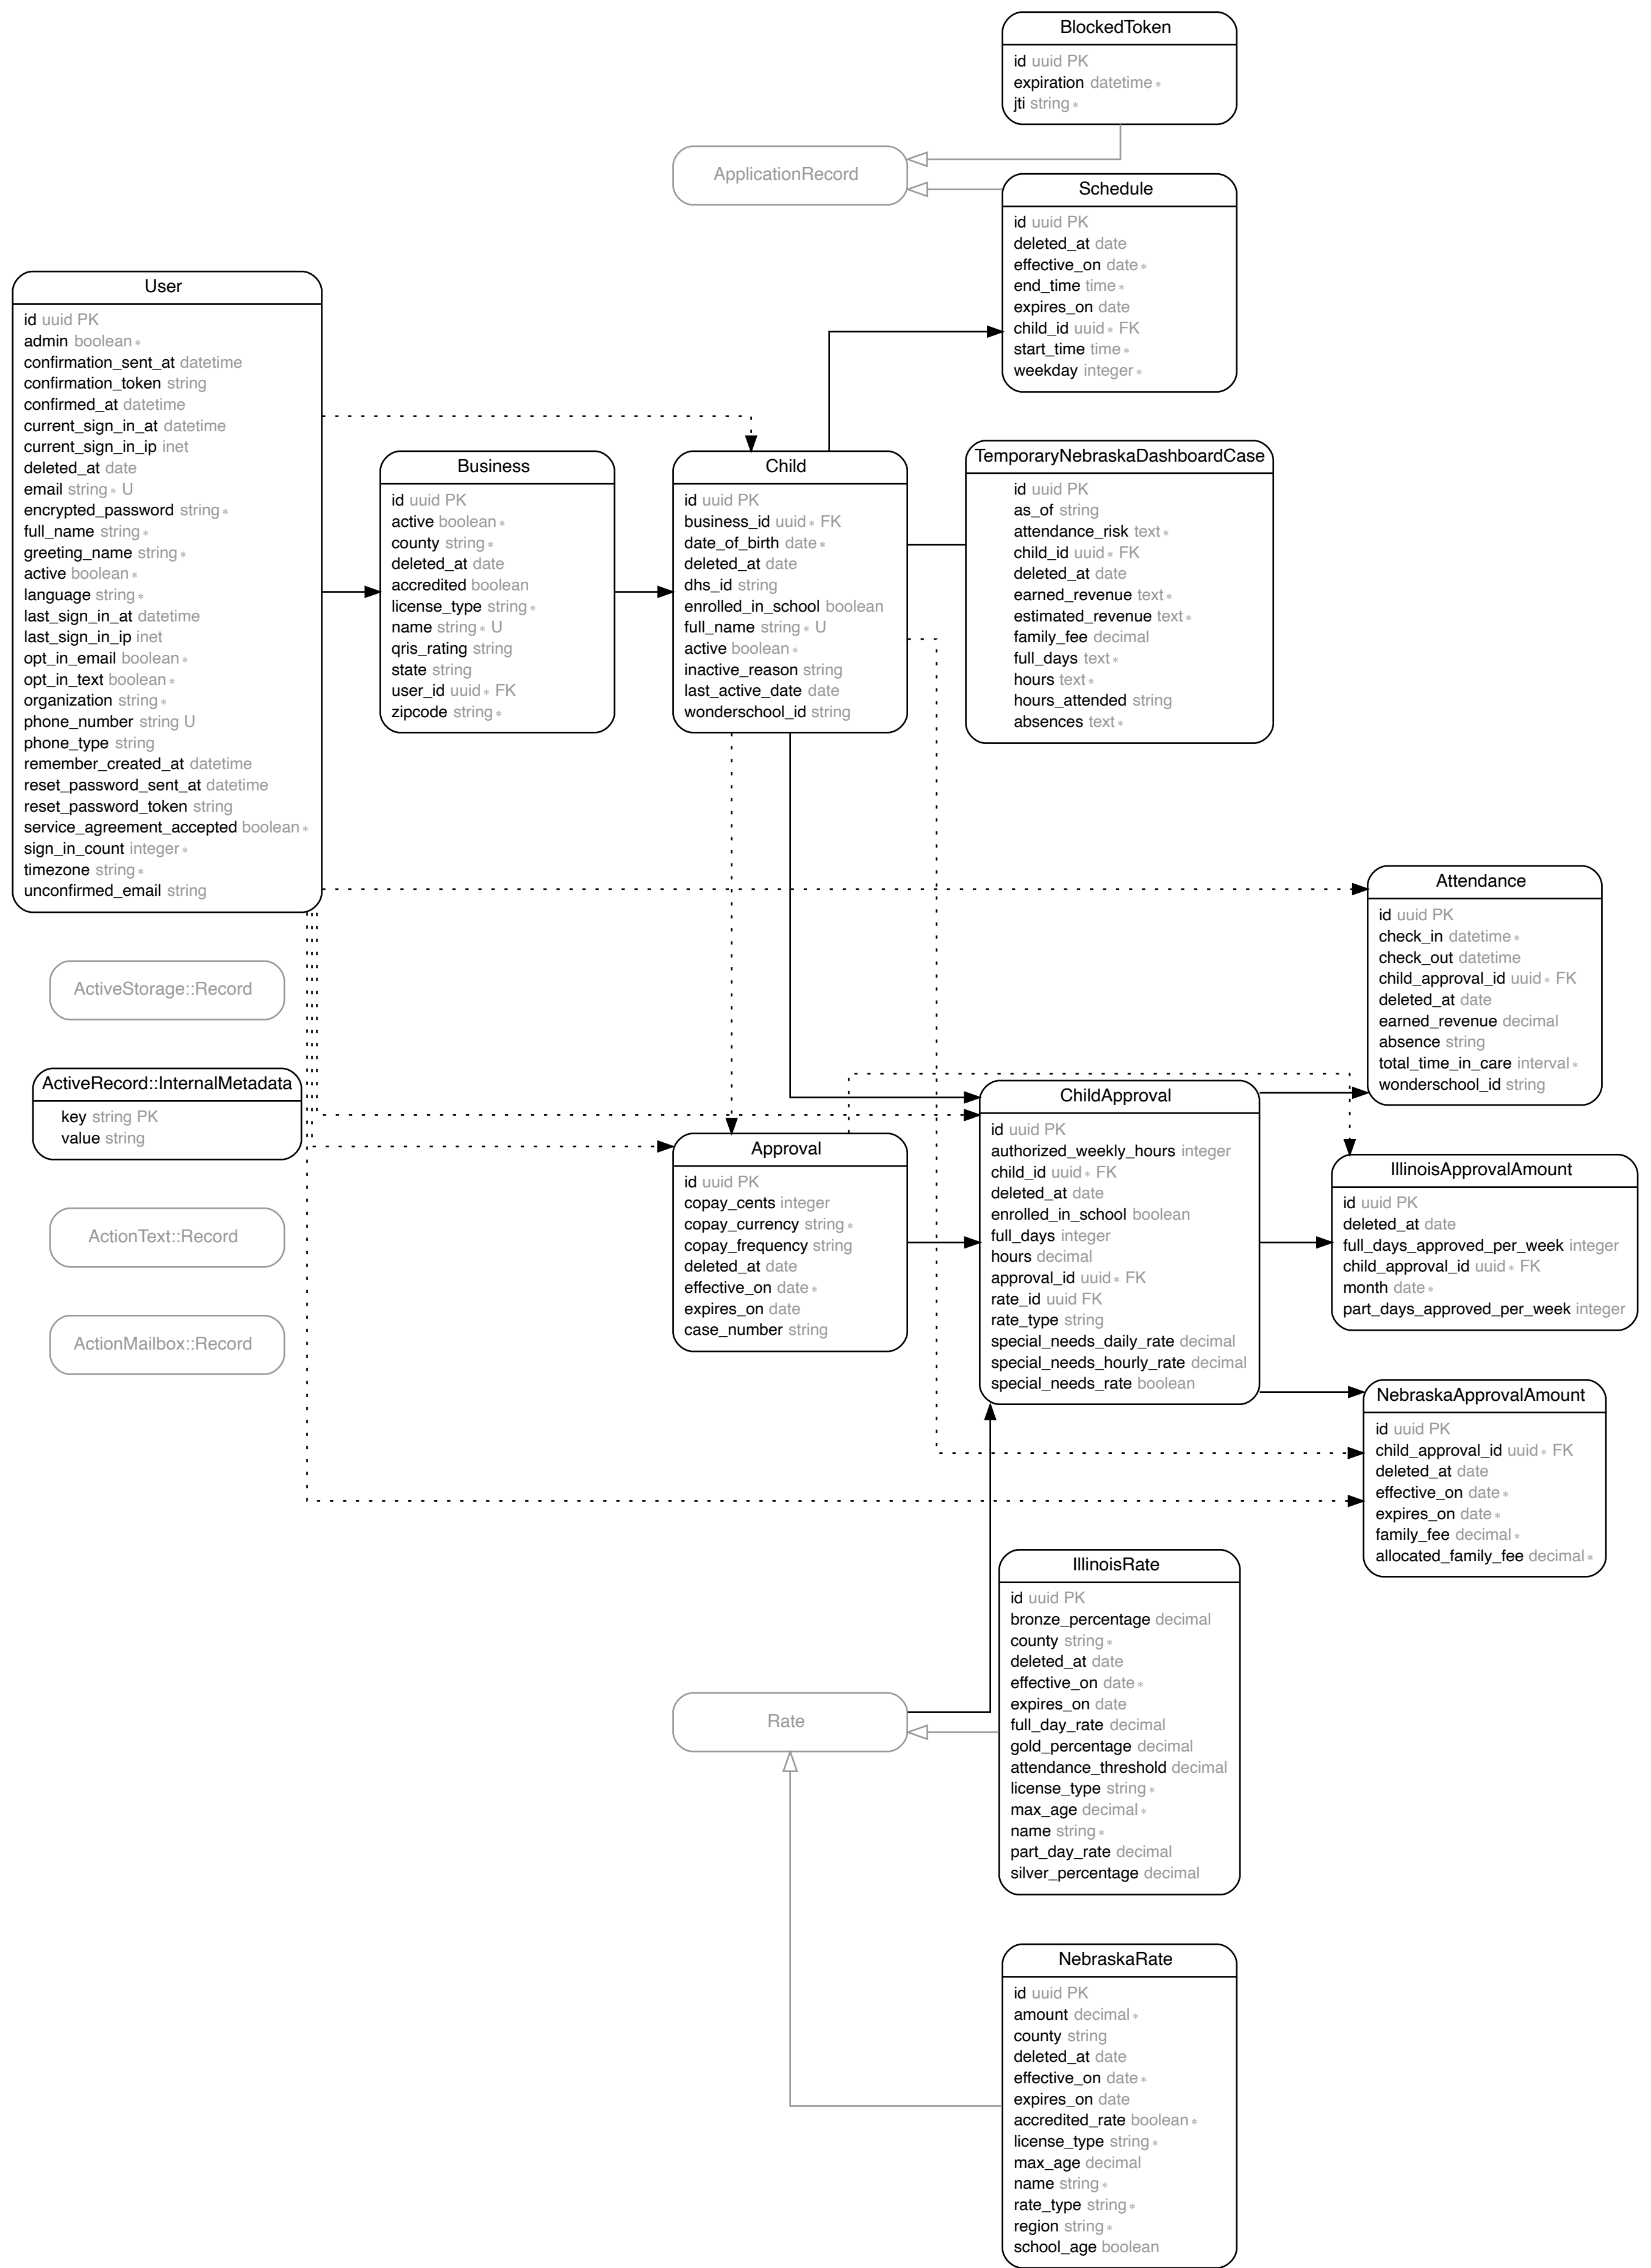 BlockedToken
id uuid PK
expiration datetime ∗
jti string ∗
ApplicationRecord
Schedule
id uuid PK
deleted_at date
effective_on date ∗
end_time time ∗
expires_on date
child_id uuid ∗ FK
start_time time ∗
weekday integer ∗
User
id uuid PK
admin boolean ∗
confirmation_sent_at datetime
confirmation_token string
confirmed_at datetime
current_sign_in_at datetime
current_sign_in_ip inet
deleted_at date
email string ∗ U
encrypted_password string ∗
full_name string ∗
greeting_name string ∗
active boolean ∗
language string ∗
last_sign_in_at datetime
last_sign_in_ip inet
opt_in_email boolean ∗
opt_in_text boolean ∗
organization string ∗
phone_number string U
phone_type string
remember_created_at datetime
reset_password_sent_at datetime
reset_password_token string
service_agreement_accepted boolean ∗
sign_in_count integer ∗
timezone string ∗
unconfirmed_email string
Business
id uuid PK
active boolean ∗
county string ∗
deleted_at date
accredited boolean
license_type string ∗
name string ∗ U
qris_rating string
state string
user_id uuid ∗ FK
zipcode string ∗
Child
id uuid PK
business_id uuid ∗ FK
date_of_birth date ∗
deleted_at date
dhs_id string
enrolled_in_school boolean
full_name string ∗ U
active boolean ∗
inactive_reason string
last_active_date date
wonderschool_id string
TemporaryNebraskaDashboardCase
id uuid PK
as_of string
attendance_risk text ∗
child_id uuid ∗ FK
deleted_at date
earned_revenue text ∗
estimated_revenue text ∗
family_fee decimal
full_days text ∗
hours text ∗
hours_attended string
absences text ∗
Attendance
id uuid PK
check_in datetime ∗
check_out datetime
child_approval_id uuid ∗ FK
deleted_at date
earned_revenue decimal
absence string
total_time_in_care interval ∗
wonderschool_id string
ActiveStorage::Record
ActiveRecord::InternalMetadata
key string PK
value string
ActionText::Record
ActionMailbox::Record
Approval
id uuid PK
copay_cents integer
copay_currency string ∗
copay_frequency string
deleted_at date
effective_on date ∗
expires_on date
case_number string
ChildApproval
id uuid PK
authorized_weekly_hours integer
child_id uuid ∗ FK
deleted_at date
enrolled_in_school boolean
full_days integer
hours decimal
approval_id uuid ∗ FK
rate_id uuid FK
rate_type string
special_needs_daily_rate decimal
special_needs_hourly_rate decimal
special_needs_rate boolean
IllinoisApprovalAmount
id uuid PK
deleted_at date
full_days_approved_per_week integer
child_approval_id uuid ∗ FK
month date ∗
part_days_approved_per_week integer
NebraskaApprovalAmount
id uuid PK
child_approval_id uuid ∗ FK
deleted_at date
effective_on date ∗
expires_on date ∗
family_fee decimal ∗
allocated_family_fee decimal ∗
IllinoisRate
id uuid PK
bronze_percentage decimal
county string ∗
deleted_at date
effective_on date ∗
expires_on date
full_day_rate decimal
gold_percentage decimal
attendance_threshold decimal
license_type string ∗
max_age decimal ∗
name string ∗
part_day_rate decimal
silver_percentage decimal
Rate
NebraskaRate
id uuid PK
amount decimal ∗
county string
deleted_at date
effective_on date ∗
expires_on date
accredited_rate boolean ∗
license_type string ∗
max_age decimal
name string ∗
rate_type string ∗
region string ∗
school_age boolean